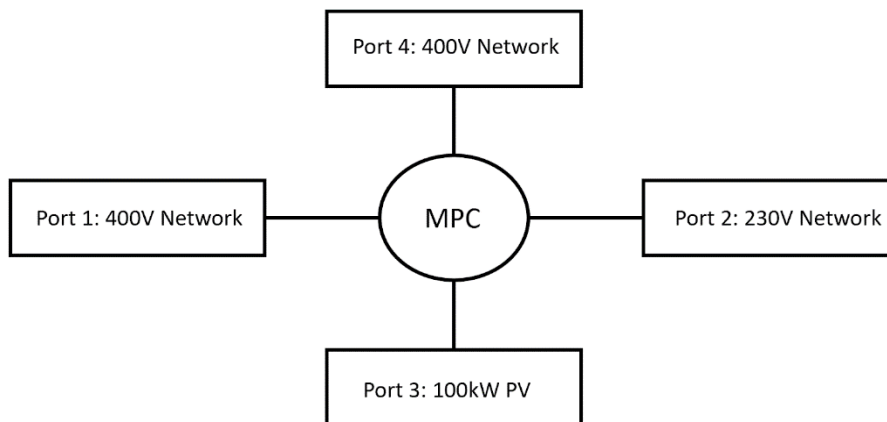 Port 4: 400V Network
Port 1: 400V Network
MPC
Port 2: 230V Network
Port 3: 100kW PV